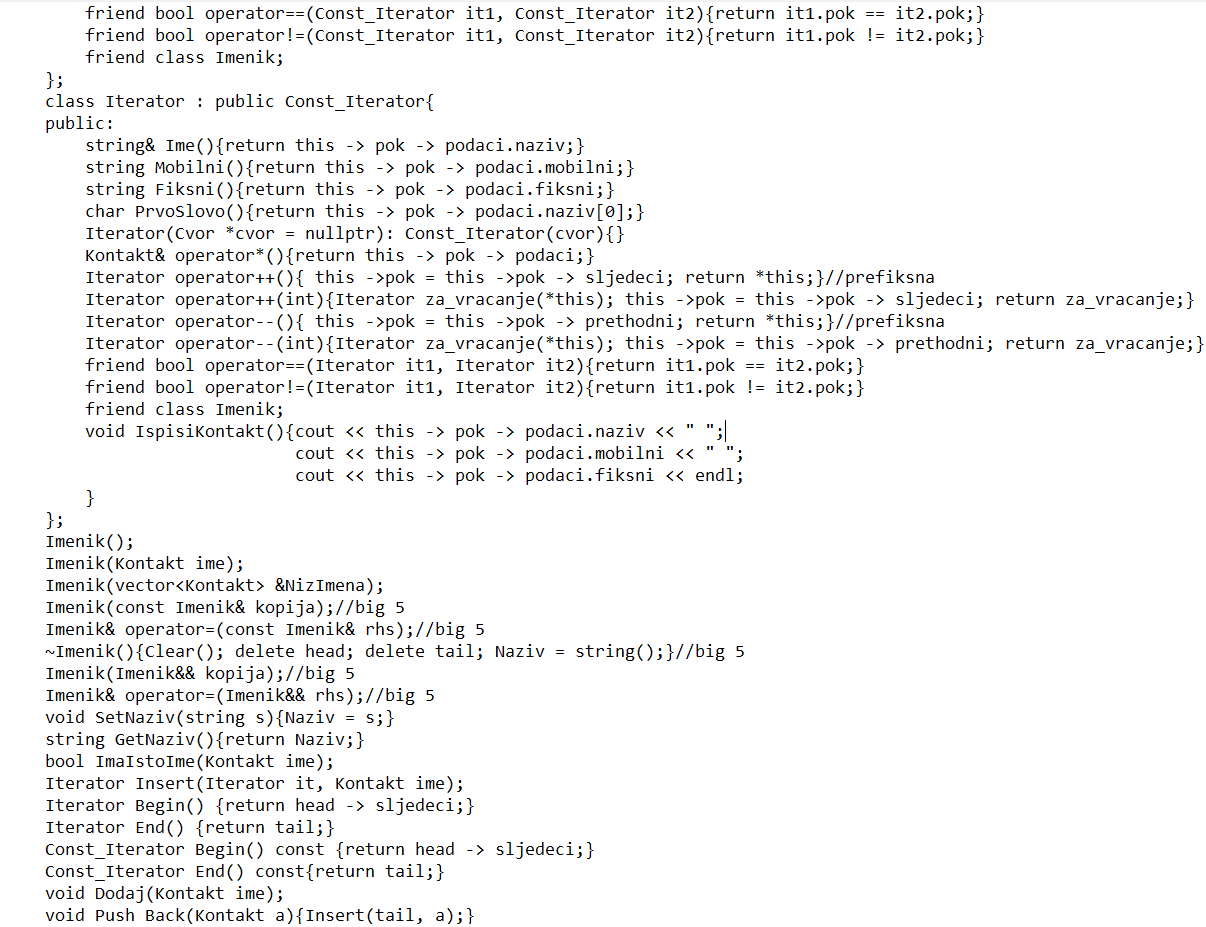 friend bool operator==(Const_Iterator it1, Const_Iterator it2){return it1.pok == it2.pok;}
friend bool operator!=(Const_Iterator it1, Const_Iterator it2){return it1.pok != it2.pok;}
friend class Imenik;
};
class Iterator : public Const_Iterator{
public:
string& Ime(){return this -> pok -> podaci.naziv;}
string Mobilni(){return this -> pok -> podaci.mobilni;}
string Fiksni(){return this -> pok -> podaci.fiksni;}
char PrvoSlovo(){return this -> pok -> podaci.naziv[0];}
Iterator(Cvor *cvor = nullptr): Const_Iterator(cvor){}
Kontakt& operator*(){return this -> pok -> podaci;}
Iterator operator++(){ this ->pok = this ->pok -> sljedeci; return *this;}//prefiksna
Iterator operator++(int){Iterator za_vracanje(*this); this ->pok = this ->pok -> sljedeci; return za_vracanje;}
Iterator operator--(){ this ->pok = this ->pok -> prethodni; return *this;}//prefiksna
Iterator operator--(int){Iterator za_vracanje(*this); this ->pok = this ->pok -> prethodni; return za_vracanje;}
friend bool operator==(Iterator it1, Iterator it2){return it1.pok == it2.pok;}
friend bool operator!=(Iterator it1, Iterator it2){return it1.pok != it2.pok;}
friend class Imenik;
void IspisiKontakt(){cout << this -> pok -> podaci.naziv << " ";
cout << this -> pok -> podaci.mobilni << " ";
cout << this -> pok -> podaci.fiksni << endl;
}
};
Imenik();
Imenik(Kontakt ime);
Imenik(vector<Kontakt> &NizImena);
Imenik(const Imenik& kopija);//big 5
Imenik& operator=(const Imenik& rhs);//big 5
~Imenik(){Clear(); delete head; delete tail; Naziv = string();}//big 5
Imenik(Imenik&& kopija);//big 5
Imenik& operator=(Imenik&& rhs);//big 5
void SetNaziv(string s){Naziv = s;}
string GetNaziv(){return Naziv;}
bool ImaIstoIme(Kontakt ime);
Iterator Insert(Iterator it, Kontakt ime);
Iterator Begin() {return head -> sljedeci;}
Iterator End() {return tail;}
Const_Iterator Begin() const {return head -> sljedeci;}
Const_Iterator End() const{return tail;}
void Dodaj(Kontakt ime);
void Push Back(Kontakt a){Insert(tail, a);}